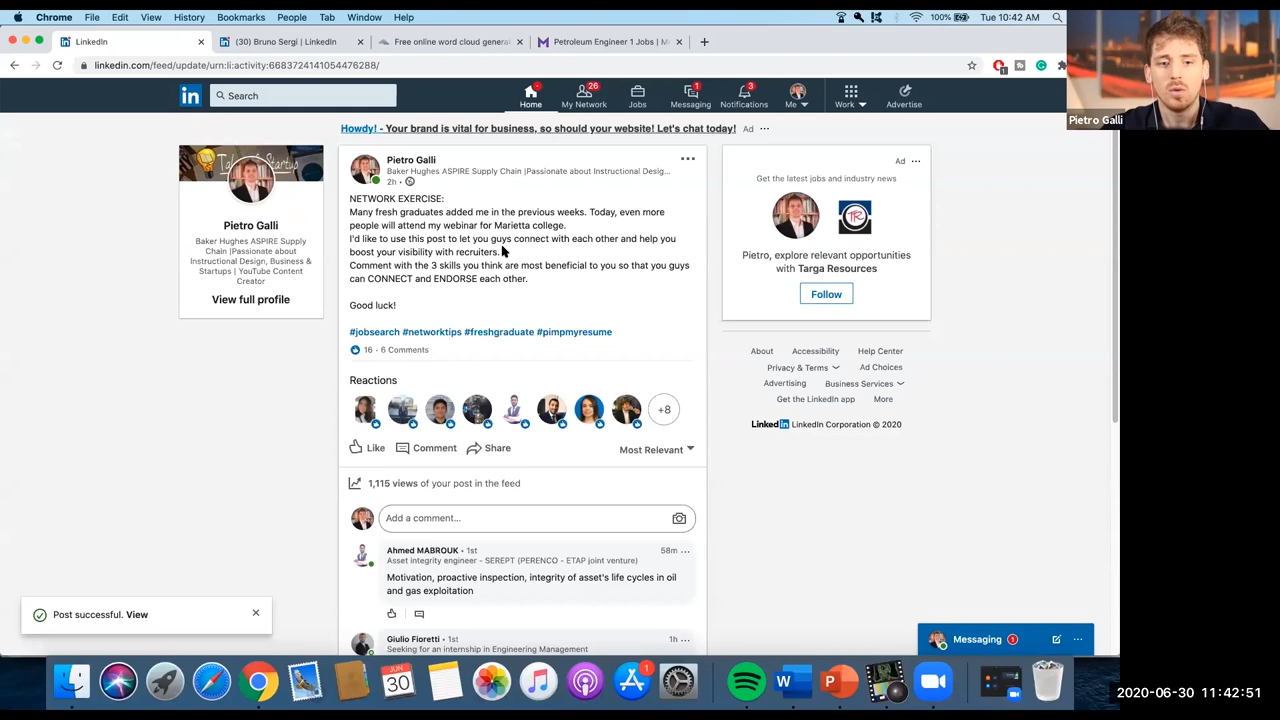 Chrome File Edit View History Bookmarks People Tab Window Help 100% Tue 10:42 AM
LinkedIn (30) Bruno Sergi | LinkedIn Free online word cloud genera Petroleum Engineer 1 Jobs | M
linkedin.com/feed/update/urn:li:activity:6683724141054476288/
Pietro Galli
in Search
26 1 3
Home My Network Jobs Messaging Notifications Me Work Advertise
Howdy! - Your brand is vital for business, so should your website! Let's chat today! Ad ...
Pietro Galli
Baker Hughes ASPIRE Supply
Chain |Passionate about
Instructional Design, Business &
Startups | YouTube Content
Creator
View full profile
Pietro Galli
Baker Hughes ASPIRE Supply Chain |Passionate about Instructional Desig...
2h •
NETWORK EXERCISE:
Many fresh graduates added me in the previous weeks. Today, even more
people will attend my webinar for Marietta college.
I'd like to use this post to let you guys connect with each other and help you
boost your visibility with recruiters.
Comment with the 3 skills you think are most beneficial to you so that you guys
can CONNECT and ENDORSE each other.
Good luck!
#jobsearch #networktips #freshgraduate #pimpmyresume
16 · 6 Comments
Reactions
+8
Like Comment Share Most Relevant
1,115 views of your post in the feed
Add a comment...
Ahmed MABROUK • 1st 58m ...
Asset integrity engineer - SEREPT (PERENCO - ETAP joint venture)
Motivation, proactive inspection, integrity of asset's life cycles in oil
and gas exploitation
Giulio Fioretti • 1st 1h ...
Seeking for an internship in Engineering Management
Ad ...
Get the latest jobs and industry news
TR
Pietro, explore relevant opportunities
with Targa Resources
Follow
About Accessibility Help Center
Privacy & Terms Ad Choices
Advertising Business Services
Get the LinkedIn app More
LinkedIn LinkedIn Corporation © 2020
Post successful. View
Messaging 1 ...
JUN
30
1
W P
2020-06-30 11:42:51